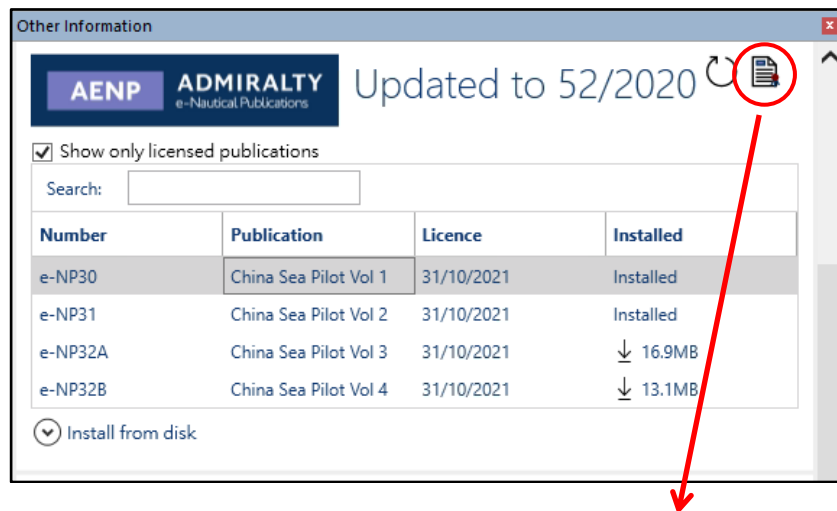 Other Information
AENP ADMIRALTY
e-Nautical Publications
Updated to 52/2020
Show only licensed publications
Search:
Number Publication Licence Installed
e-NP30 China Sea Pilot Vol 1 31/10/2021 Installed
e-NP31 China Sea Pilot Vol 2 31/10/2021 Installed
e-NP32A China Sea Pilot Vol 3 31/10/2021 16.9MB
e-NP32B China Sea Pilot Vol 4 31/10/2021 13.1MB
Install from disk